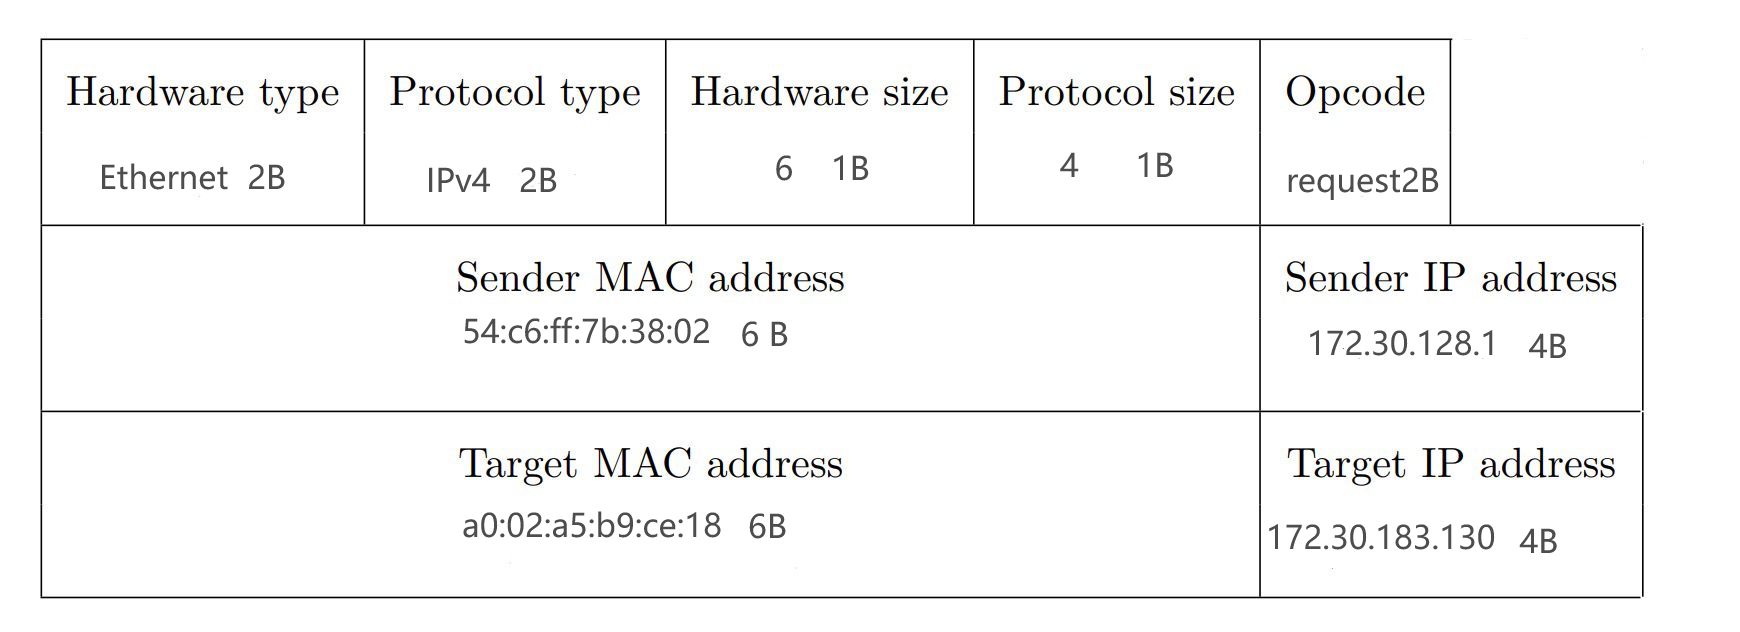 Hardware type Protocol type Hardware size Protocol size Opcode
Ethernet 2B IPv4 2B 6 1B 4 1B request2B
Sender MAC address Sender IP address
54:c6:ff:7b:38:02 6 B 172.30.128.1 4B
Target MAC address Target IP address
a0:02:a5:b9:ce:18 6B 172.30.183.130 4B